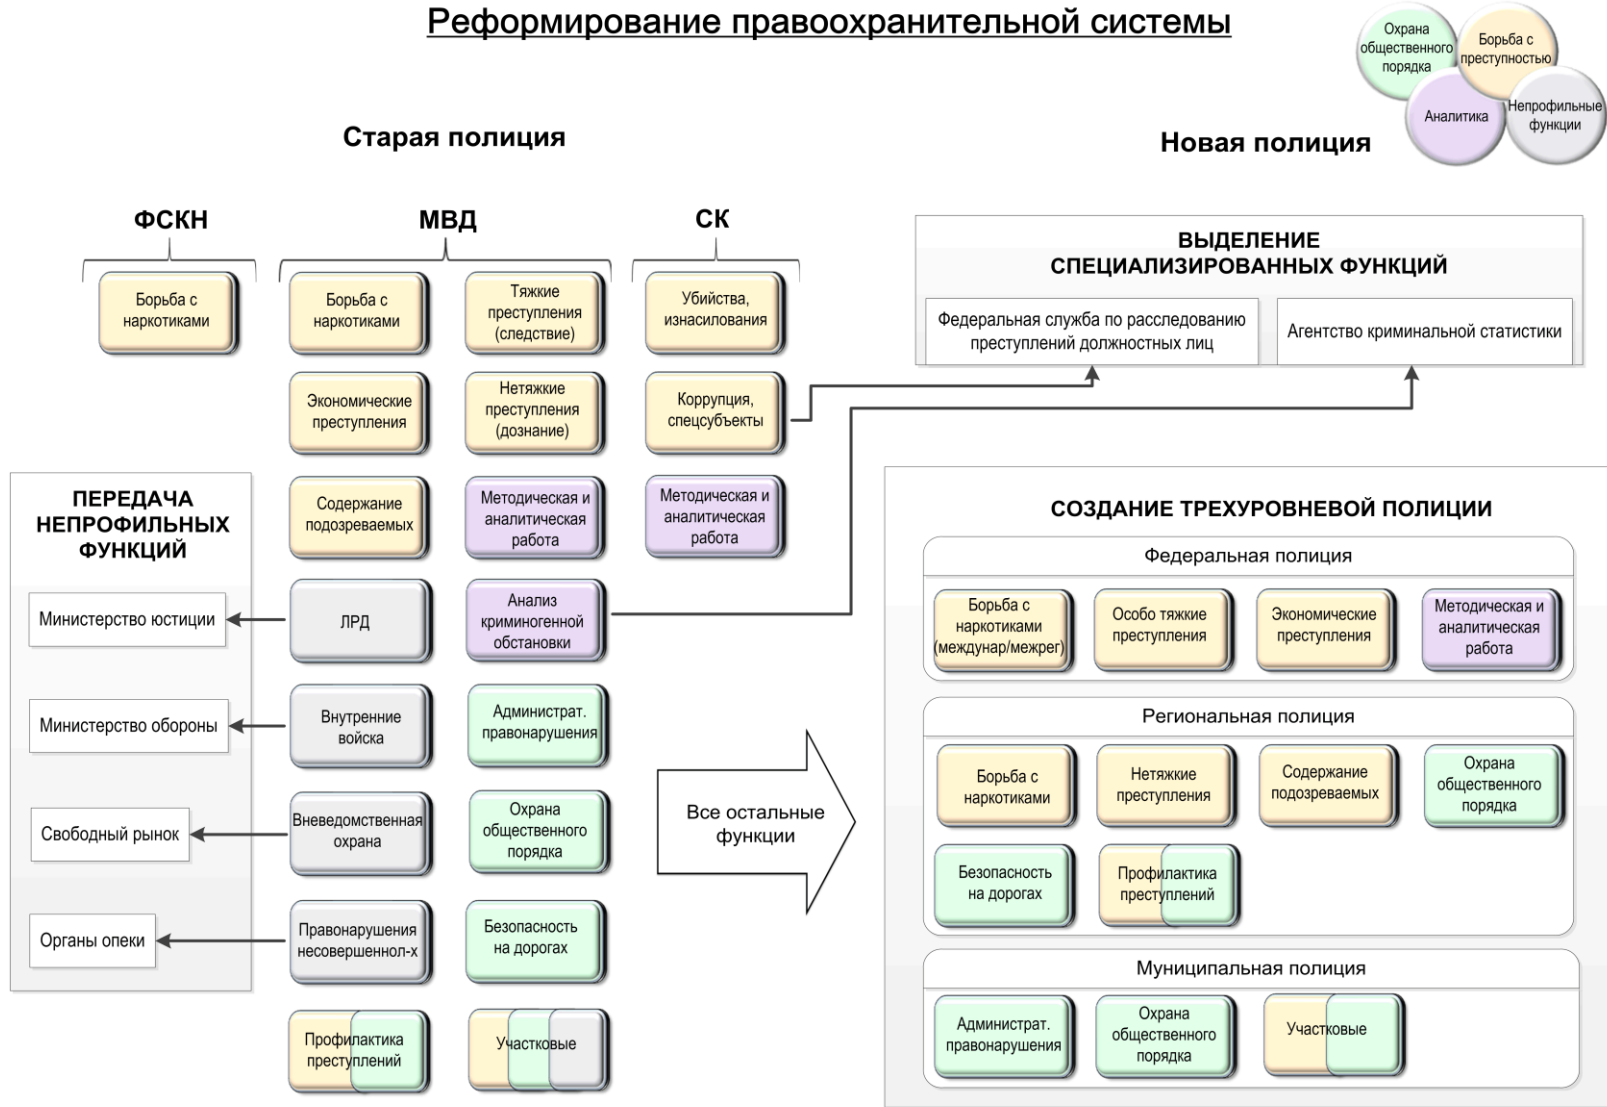 Реформирование правоохранительной системы
Охрана
общественного
порядка
Борьба с
преступностью
Аналитика
Непрофильные
функции
Старая полиция
Новая полиция
ФСКН
МВД
СК
Борьба с
наркотиками
Борьба с
наркотиками
Тяжкие
преступления
(следствие)
Убийства,
изнасилования
Экономические
преступления
Нетяжкие
преступления
(дознание)
Коррупция,
спецсубъекты
Содержание
подозреваемых
Методическая и
аналитическая
работа
Методическая и
аналитическая
работа
ЛРД
Анализ
криминогенной
обстановки
Внутренние
войска
Администрат.
правонарушения
Вневедомственная
охрана
Охрана
общественного
порядка
Правонарушения
несовершеннол-х
Безопасность
на дорогах
Профилактика
преступлений
Участковые
ПЕРЕДАЧА
НЕПРОФИЛЬНЫХ
ФУНКЦИЙ
Министерство юстиции
Министерство обороны
Свободный рынок
Органы опеки
Все остальные
функции
ВЫДЕЛЕНИЕ
СПЕЦИАЛИЗИРОВАННЫХ ФУНКЦИЙ
Федеральная служба по расследованию
преступлений должностных лиц
Агентство криминальной статистики
СОЗДАНИЕ ТРЕХУРОВНЕВОЙ ПОЛИЦИИ
Федеральная полиция
Борьба с
наркотиками
(междунар/межрег)
Особо тяжкие
преступления
Экономические
преступления
Методическая и
аналитическая
работа
Региональная полиция
Борьба с
наркотиками
Нетяжкие
преступления
Содержание
подозреваемых
Охрана
общественного
порядка
Безопасность
на дорогах
Профилактика
преступлений
Муниципальная полиция
Администрат.
правонарушения
Охрана
общественного
порядка
Участковые